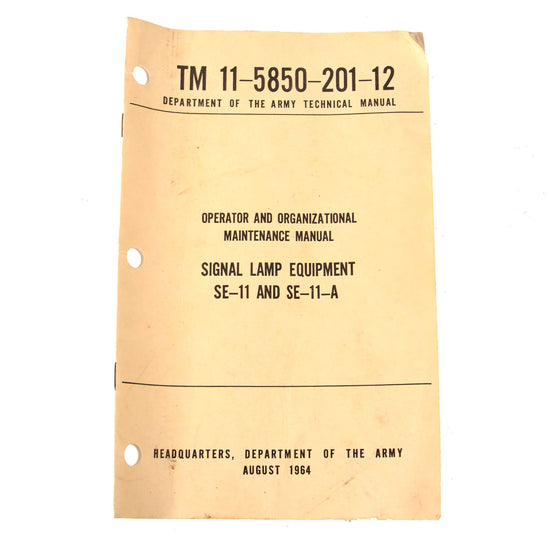 TM 11-5850-201-12
DEPARTMENT OF THE ARMY TECHNICAL MANUAL
OPERATOR AND ORGANIZATIONAL
MAINTENANCE MANUAL
SIGNAL LAMP EQUIPMENT
SE-11 AND SE-11-A
HEADQUARTERS, DEPARTMENT OF THE ARMY
AUGUST 1964